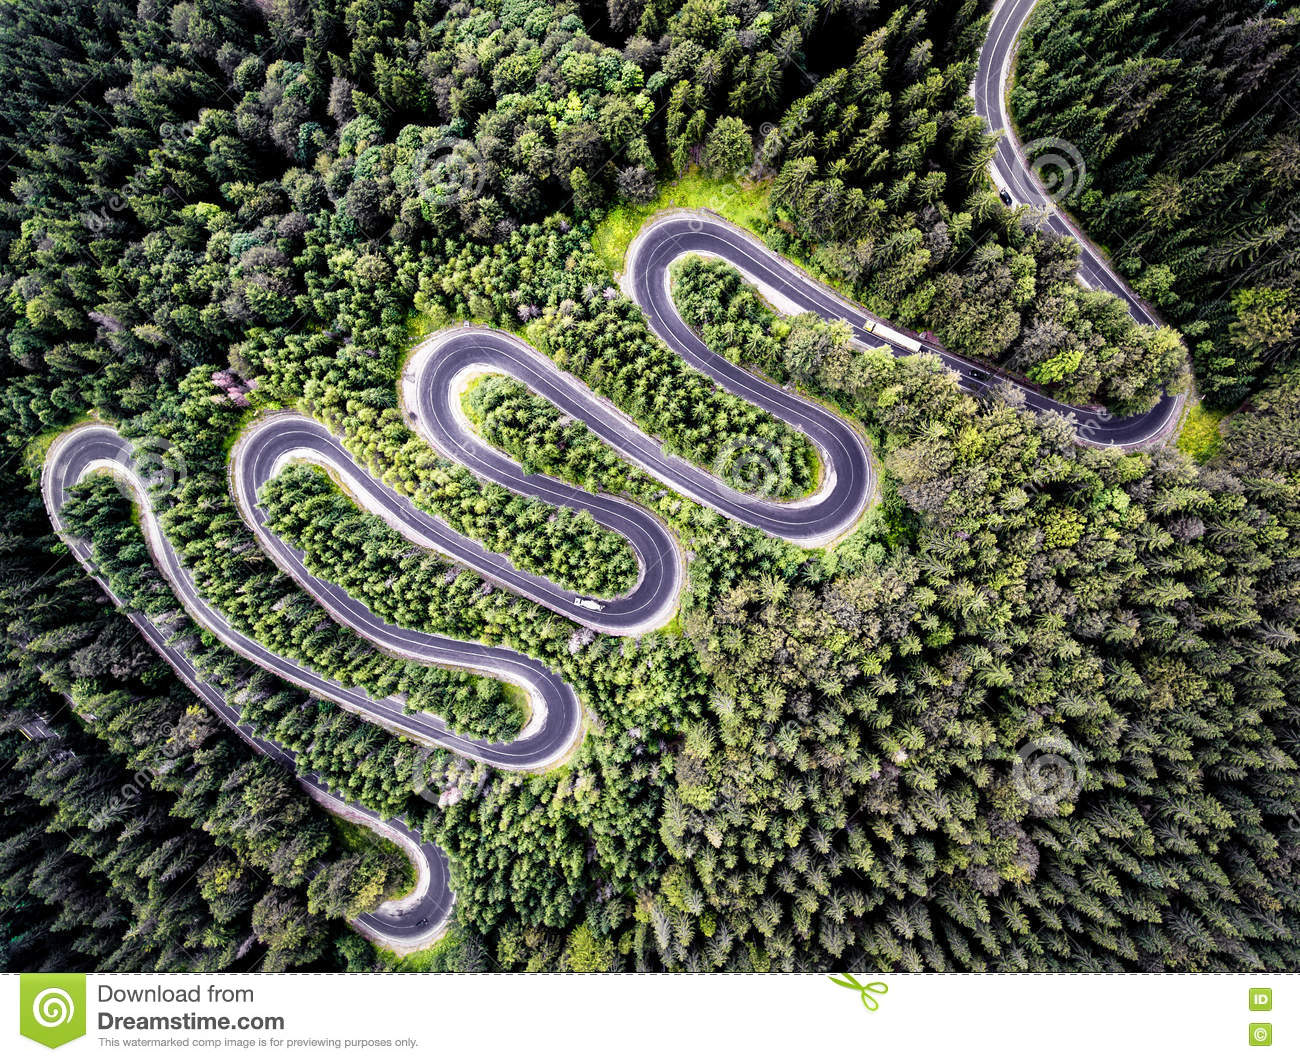 Download from
Dreamstime.com
This watermarked comp image is for previewing purposes only.
ID
©